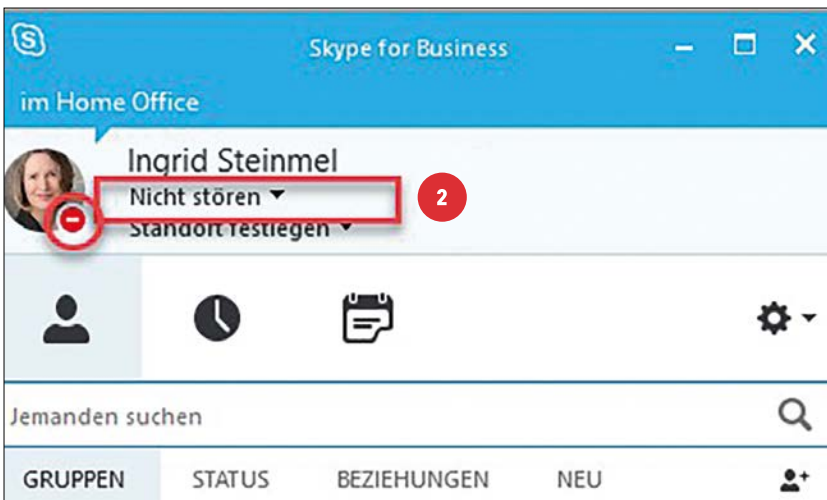 Skype for Business
im Home Office
Ingrid Steinmel
Nicht stören
2
Standort festlegen
Jemanden suchen
GRUPPEN STATUS BEZIEHUNGEN NEU